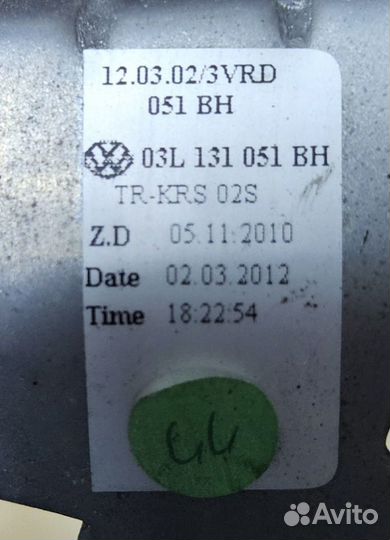 12.03.02/3VRD
051 BH
03L 131 051 BH
TR-KRS 02S
Z.D 05.11.2010
Date 02.03.2012
Time 18:22:54
44
Avito